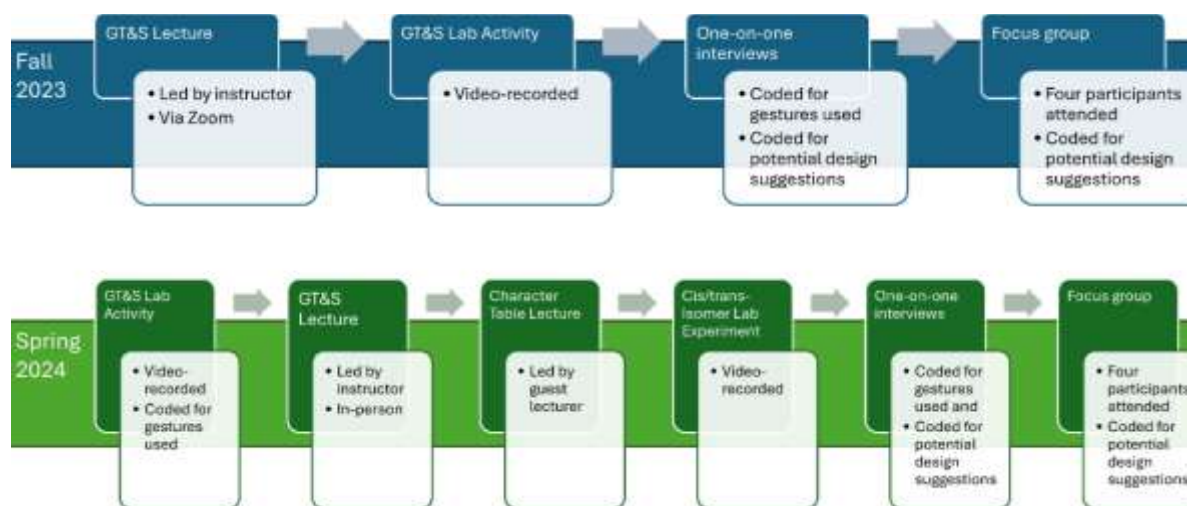 Fall
2023
GT&S Lecture
• Led by instructor
• Via Zoom
GT&S Lab Activity
• Video-recorded
One-on-one
interviews
• Coded for
gestures used
• Coded for
potential design
suggestions
Focus group
• Four participants
attended
• Coded for
potential design
suggestions
Spring
2024
GT&S Lab
Activity
• Video-
recorded
• Coded for
gestures
used
GT&S
Lecture
• Led by
instructor
• In-person
Character
Table Lecture
• Led by
guest
lecturer
Cis/trans-
Isomer Lab
Experiment
• Video-
recorded
One-on-one
interviews
• Coded for
gestures
used and
• Coded for
potential
design
suggestions
Focus group
• Four
participants
attended
• Coded for
potential
design
suggestions